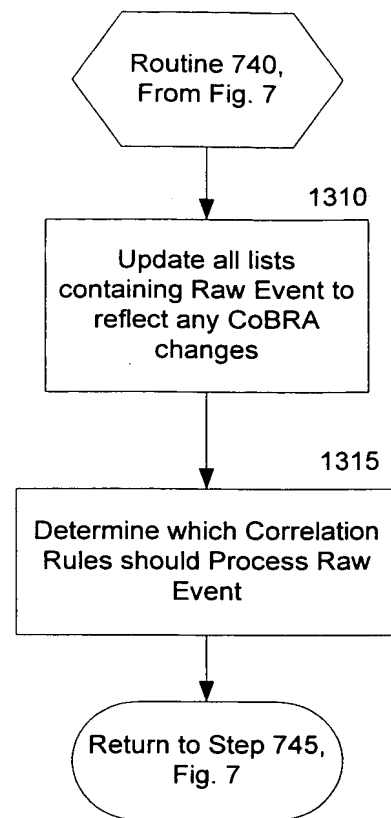 Routine 740,
From Fig. 7
1310
Update all lists
containing Raw Event to
reflect any CoBRA
changes
1315
Determine which Correlation
Rules should Process Raw
Event
Return to Step 745,
Fig. 7